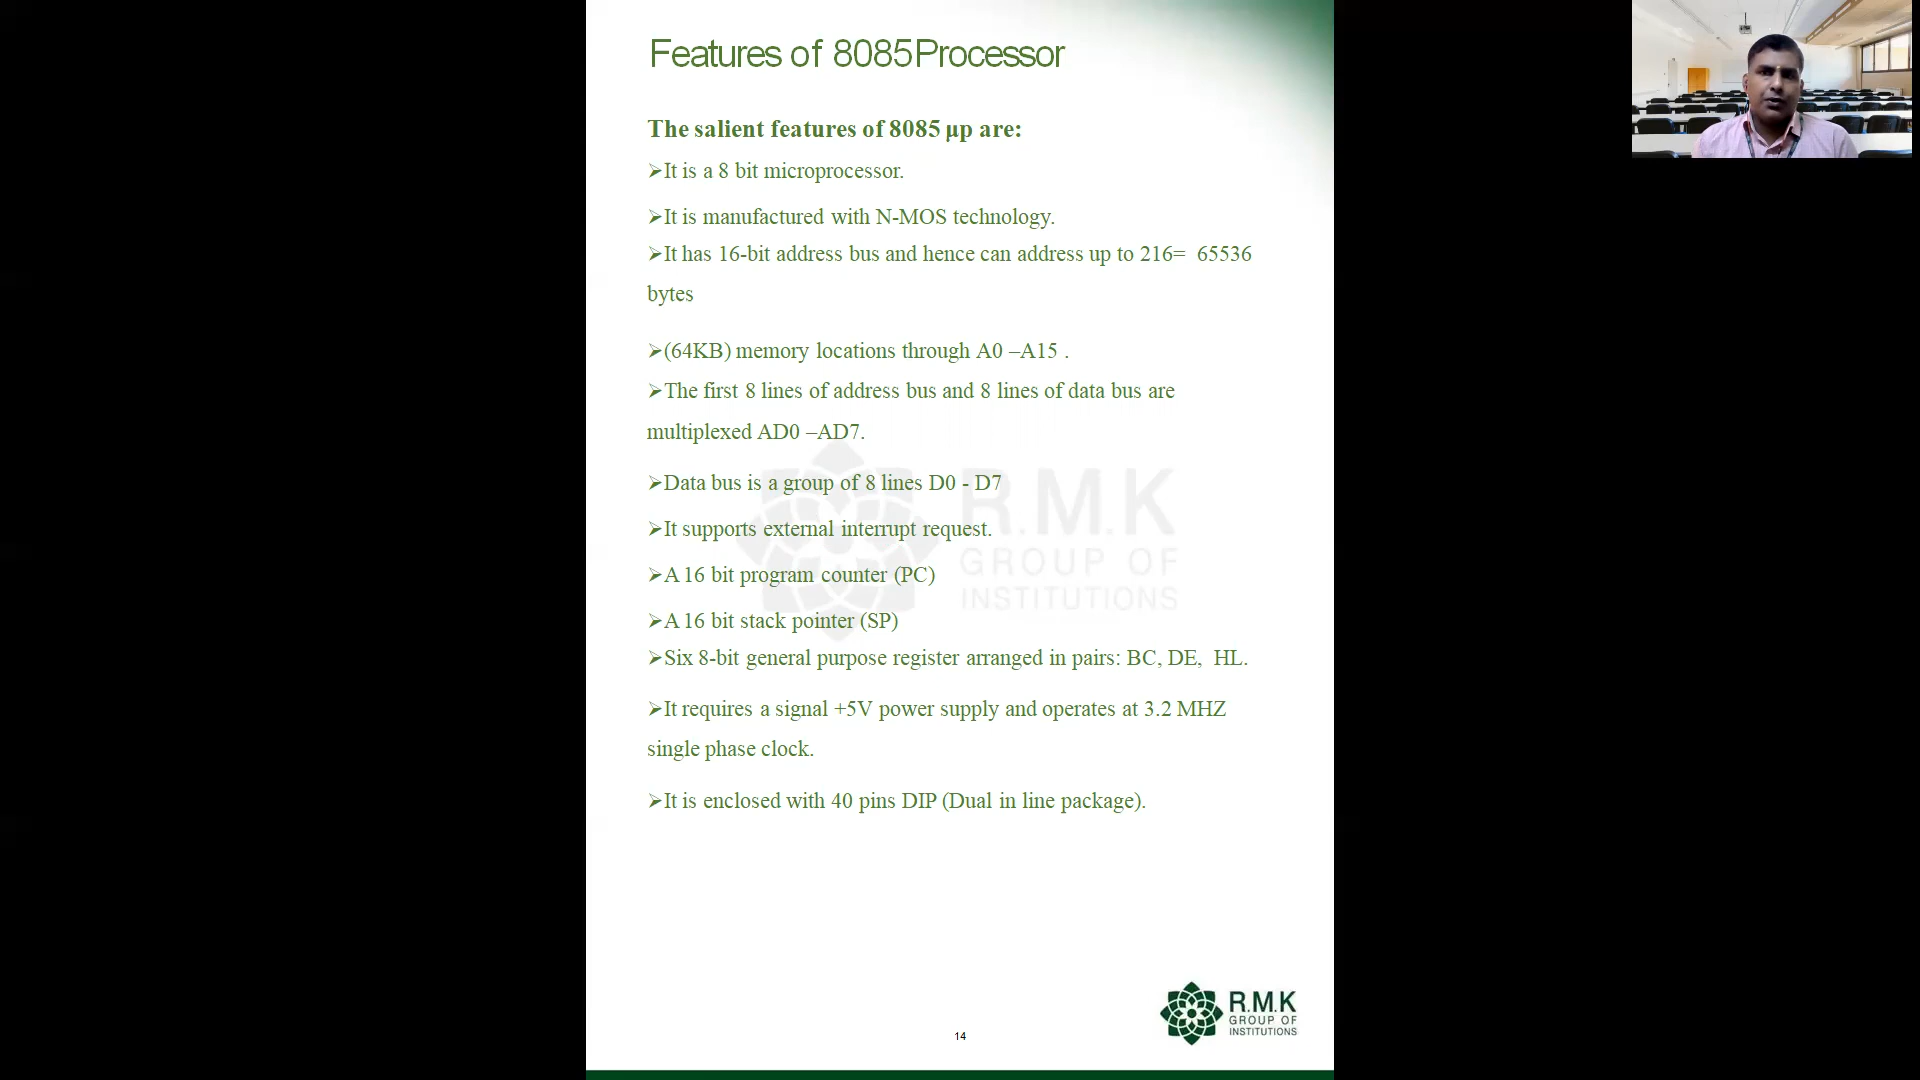 Features of 8085Processor
The salient features of 8085 µp are:
➢It is a 8 bit microprocessor.
➢It is manufactured with N-MOS technology.
➢It has 16-bit address bus and hence can address up to 216=  65536
bytes
➢(64KB) memory locations through A0 –A15 .
➢The first 8 lines of address bus and 8 lines of data bus are
multiplexed AD0 –AD7.
➢Data bus is a group of 8 lines D0 - D7
➢It supports external interrupt request.
➢A 16 bit program counter (PC)
➢A 16 bit stack pointer (SP)
➢Six 8-bit general purpose register arranged in pairs: BC, DE,  HL.
➢It requires a signal +5V power supply and operates at 3.2 MHZ
single phase clock.
➢It is enclosed with 40 pins DIP (Dual in line package).
R.M.K
GROUP OF
INSTITUTIONS
R.M.K
GROUP OF
INSTITUTIONS
14